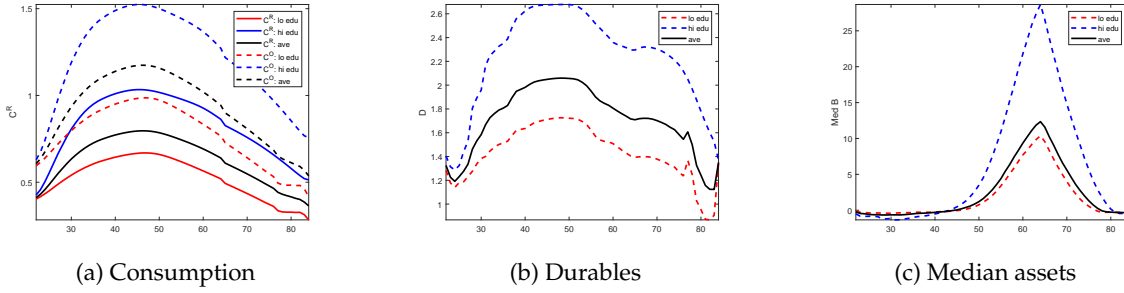 1.5
1
0.5
C^R
C^R: lo edu
C^R: hi edu
C^R: ave
C^O: lo edu
C^O: hi edu
C^O: ave
30 40 50 60 70 80
(a) Consumption
2.6
2.4
2.2
2
1.8
1.6
1.4
1.2
1
D
lo edu
hi edu
ave
30 40 50 60 70 80
(b) Durables
25
20
15
10
5
0
Med B
lo edu
hi edu
ave
30 40 50 60 70 80
(c) Median assets